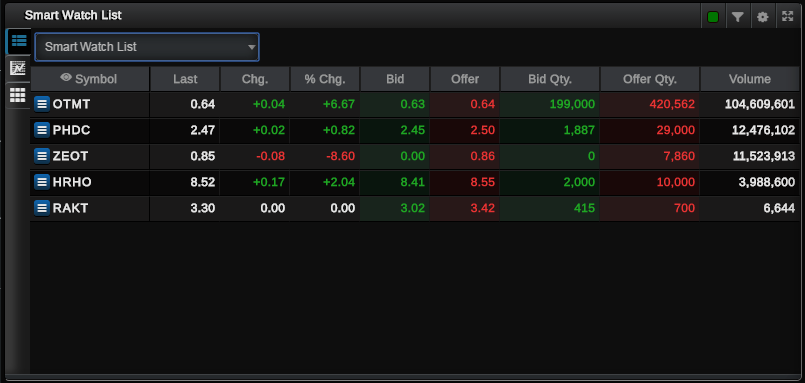 Smart Watch List
Smart Watch List
Symbol Last Chg. % Chg. Bid Offer Bid Qty. Offer Qty. Volume
OTMT 0.64 +0.04 +6.67 0.63 0.64 199,000 420,562 104,609,601
PHDC 2.47 +0.02 +0.82 2.45 2.50 1,887 29,000 12,476,102
ZEOT 0.85 -0.08 -8.60 0.00 0.86 0 7,860 11,523,913
HRHO 8.52 +0.17 +2.04 8.41 8.55 2,000 10,000 3,988,600
RAKT 3.30 0.00 0.00 3.02 3.42 415 700 6,644